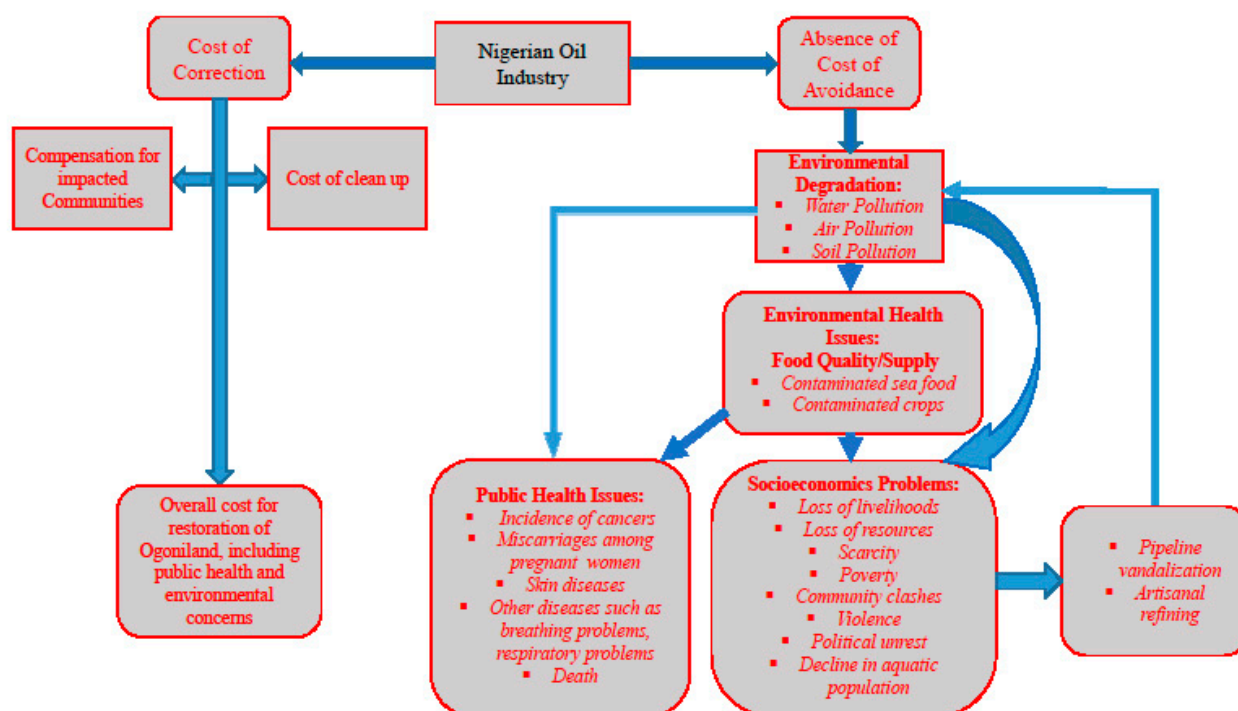 Cost of
Correction
Nigerian Oil
Industry
Absence of
Cost of
Avoidance
Compensation for
impacted
Communities
Cost of clean up
Environmental
Degradation:
▪ Water Pollution
▪ Air Pollution
▪ Soil Pollution
Environmental Health
Issues:
Food Quality/Supply
▪ Contaminated sea food
▪ Contaminated crops
Overall cost for
restoration of
Ogoniland, including
public health and
environmental
concerns
Public Health Issues:
▪ Incidence of cancers
▪ Miscarriages among
pregnant women
▪ Skin diseases
▪ Other diseases such as
breathing problems,
respiratory problems
▪ Death
Socioeconomics Problems:
▪ Loss of livelihoods
▪ Loss of resources
▪ Scarcity
▪ Poverty
▪ Community clashes
▪ Violence
▪ Political unrest
▪ Decline in aquatic
population
▪ Pipeline
vandalization
▪ Artisanal
refining